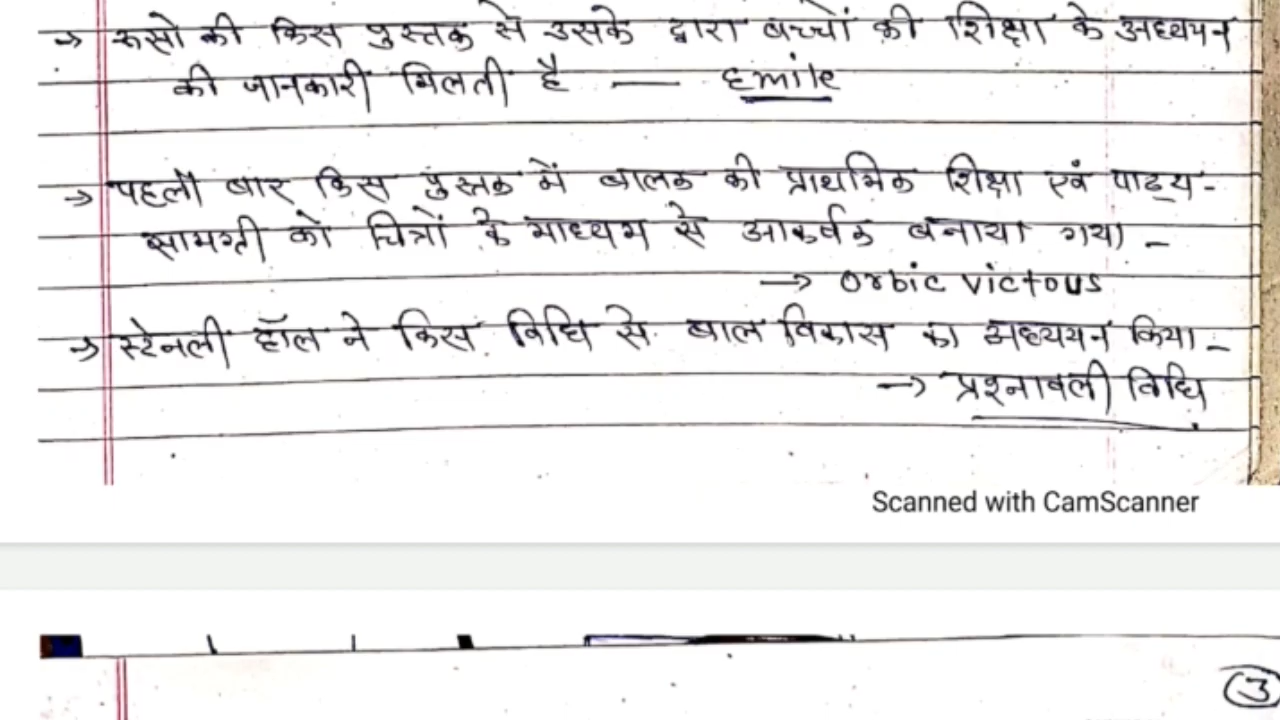 → रूसो की किस पुस्तक से उसके द्वारा बच्चों की शिक्षा के अध्ययन
की जानकारी मिलती है — Emile
→ पहली बार किस पुस्तक में बालक की प्राथमिक शिक्षा एवं पाठ्य-
सामग्री को चित्रों के माध्यम से आकर्षक बनाया गया –
→ Orbic Victous
→ स्टेनली हॉल ने किस विधि से बाल विकास का अध्ययन किया –
→ प्रश्नावली विधि
Scanned with CamScanner
3